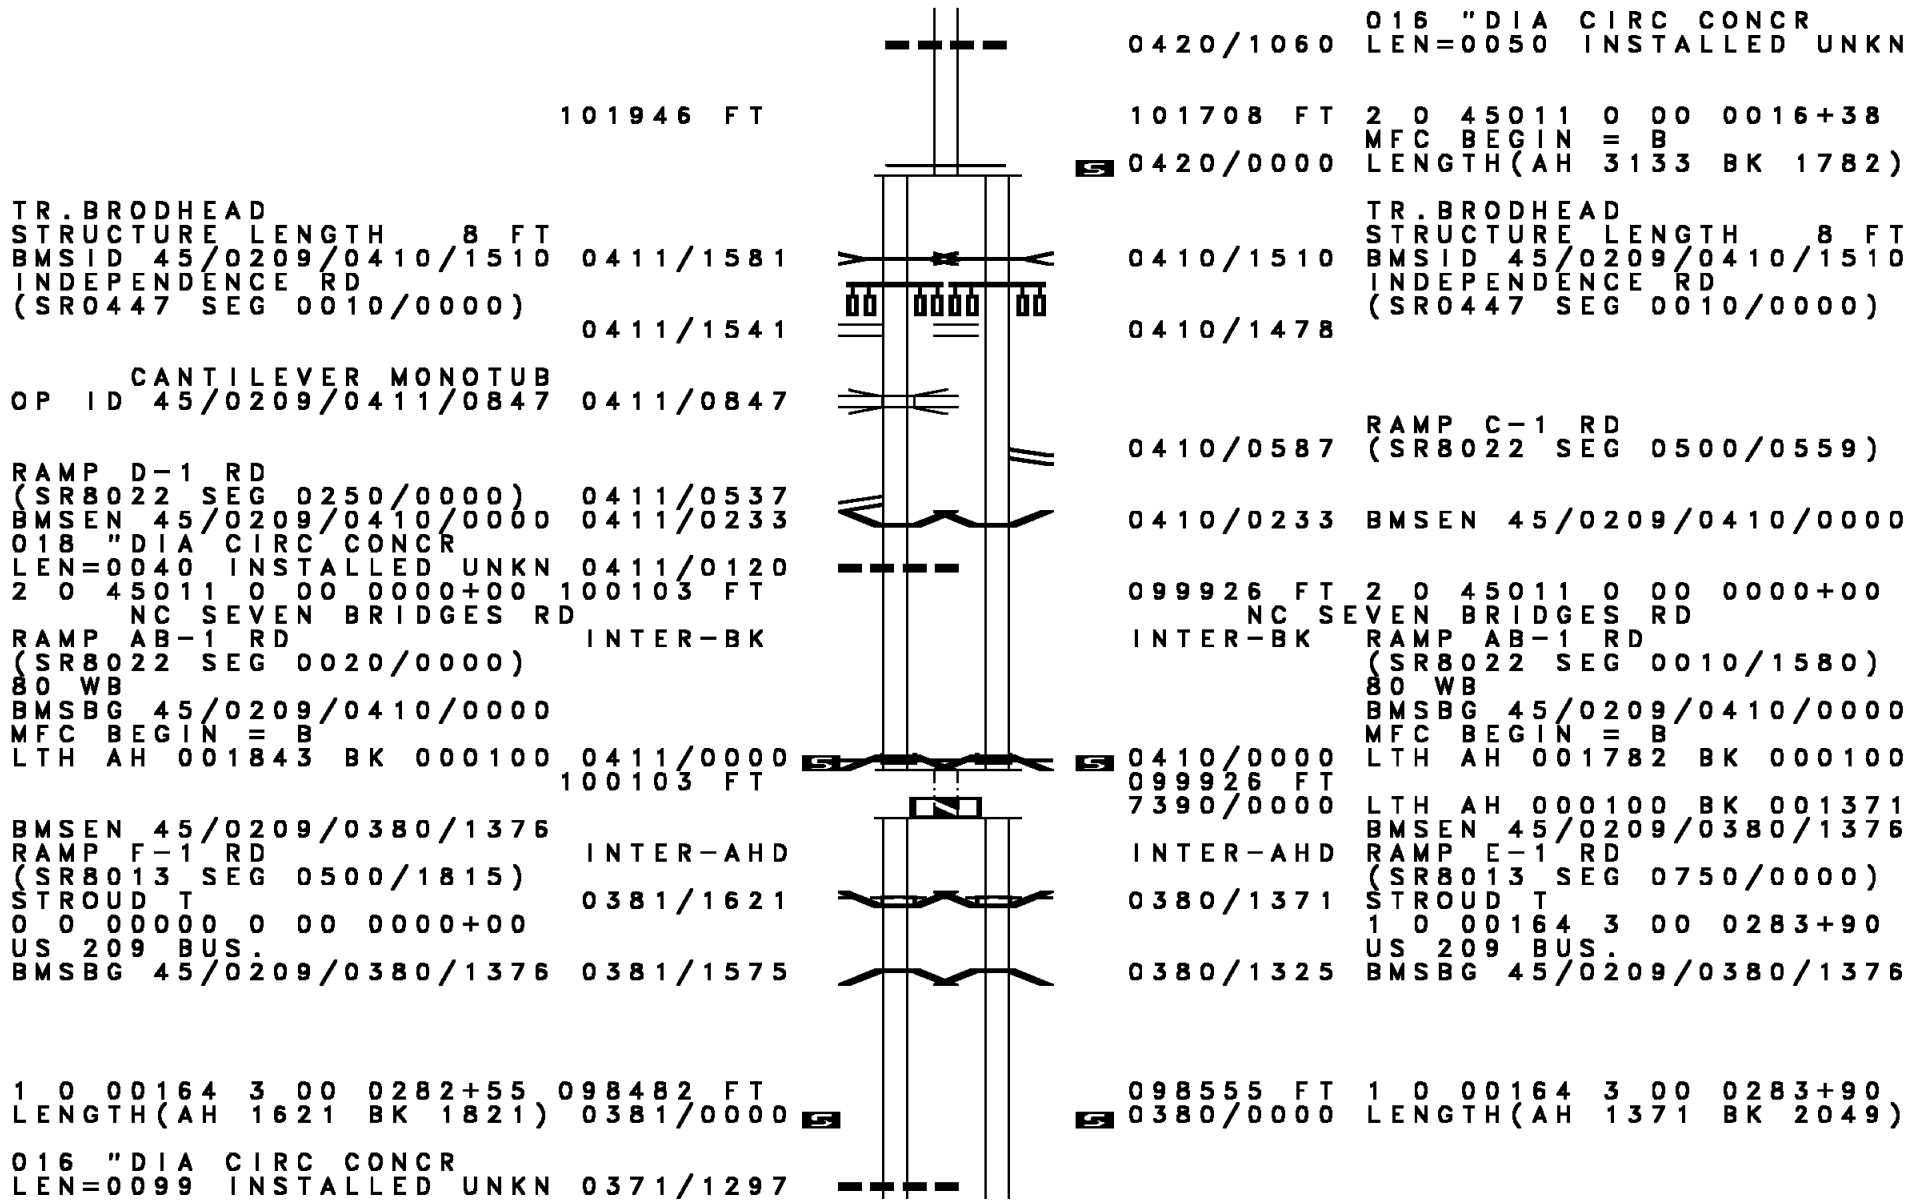 016 "DIA CIRC CONCR
0420/1060 LEN=0050 INSTALLED UNKN
101946 FT 101708 FT 2 0 45011 0 00 0016+38
MFC BEGIN = B
S 0420/0000 LENGTH(AH 3133 BK 1782)
TR.BRODHEAD TR.BRODHEAD
STRUCTURE LENGTH 8 FT STRUCTURE LENGTH 8 FT
BMSID 45/0209/0410/1510 0411/1581 0410/1510 BMSID 45/0209/0410/1510
INDEPENDENCE RD INDEPENDENCE RD
(SR0447 SEG 0010/0000) (SR0447 SEG 0010/0000)
0411/1541 0410/1478
CANTILEVER MONOTUB
OP ID 45/0209/0411/0847 0411/0847
RAMP C-1 RD
0410/0587 (SR8022 SEG 0500/0559)
RAMP D-1 RD
(SR8022 SEG 0250/0000) 0411/0537
BMSEN 45/0209/0410/0000 0411/0233 0410/0233 BMSEN 45/0209/0410/0000
018 "DIA CIRC CONCR
LEN=0040 INSTALLED UNKN 0411/0120
2 0 45011 0 00 0000+00 100103 FT 099926 FT 2 0 45011 0 00 0000+00
NC SEVEN BRIDGES RD NC SEVEN BRIDGES RD
RAMP AB-1 RD INTER-BK INTER-BK RAMP AB-1 RD
(SR8022 SEG 0020/0000) (SR8022 SEG 0010/1580)
80 WB 80 WB
BMSBG 45/0209/0410/0000 BMSBG 45/0209/0410/0000
MFC BEGIN = B MFC BEGIN = B
LTH AH 001843 BK 000100 0411/0000 S S 0410/0000 LTH AH 001782 BK 000100
100103 FT 099926 FT
7390/0000 LTH AH 000100 BK 001371
BMSEN 45/0209/0380/1376 BMSEN 45/0209/0380/1376
RAMP F-1 RD INTER-AHD INTER-AHD RAMP E-1 RD
(SR8013 SEG 0500/1815) (SR8013 SEG 0750/0000)
STROUD T 0381/1621 0380/1371 STROUD T
0 0 00000 0 00 0000+00 1 0 00164 3 00 0283+90
US 209 BUS. US 209 BUS.
BMSBG 45/0209/0380/1376 0381/1575 0380/1325 BMSBG 45/0209/0380/1376
1 0 00164 3 00 0282+55 098482 FT 098555 FT 1 0 00164 3 00 0283+90
LENGTH(AH 1621 BK 1821) 0381/0000 S S 0380/0000 LENGTH(AH 1371 BK 2049)
016 "DIA CIRC CONCR
LEN=0099 INSTALLED UNKN 0371/1297